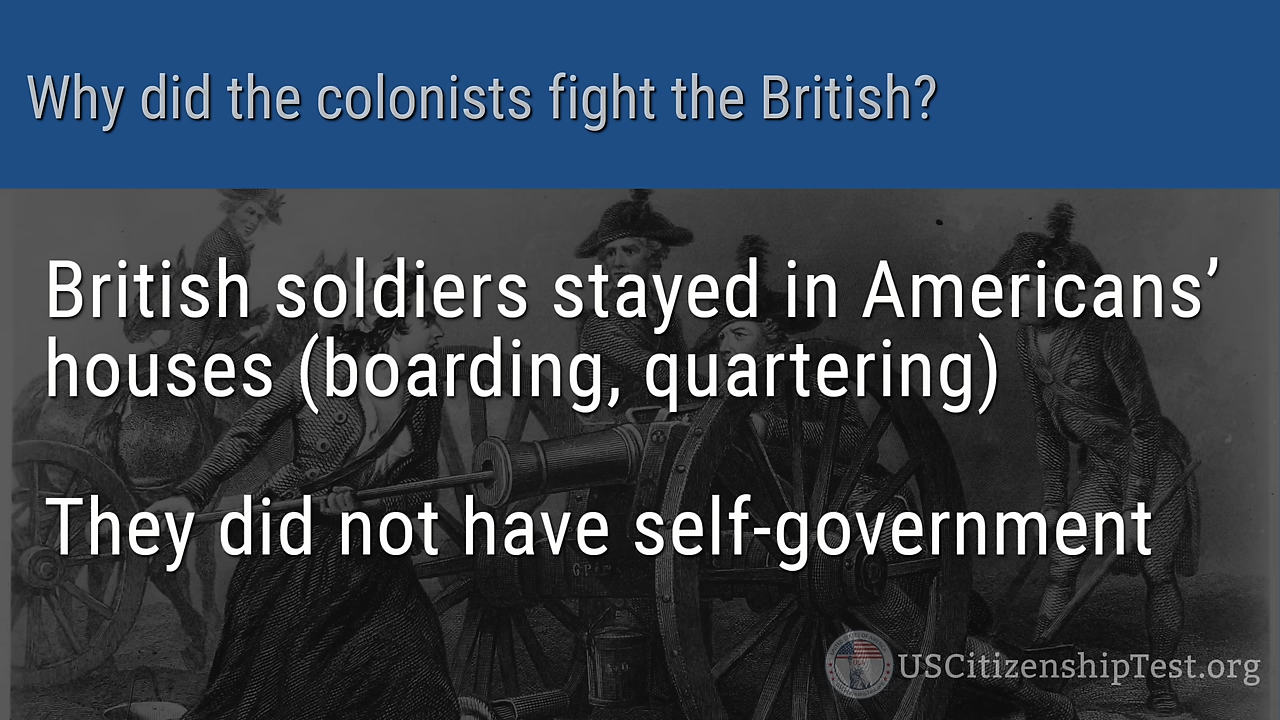 Why did the colonists fight the British?
British soldiers stayed in Americans’
houses (boarding, quartering)
They did not have self-government
USCitizenshipTest.org